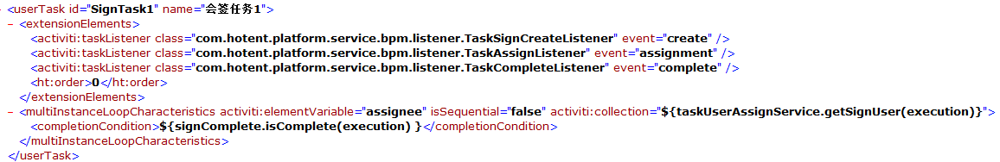 - <userTask id="SignTask1" name="会签任务1">
- <extensionElements>
<activiti:taskListener class="com.hotent.platform.service.bpm.listener.TaskSignCreateListener" event="create" />
<activiti:taskListener class="com.hotent.platform.service.bpm.listener.TaskAssignListener" event="assignment" />
<activiti:taskListener class="com.hotent.platform.service.bpm.listener.TaskCompleteListener" event="complete" />
<ht:order>0</ht:order>
</extensionElements>
- <multiInstanceLoopCharacteristics activiti:elementVariable="assignee" isSequential="false" activiti:collection="${taskUserAssignService.getSignUser(execution)}">
<completionCondition>${signComplete.isComplete(execution) }</completionCondition>
</multiInstanceLoopCharacteristics>
</userTask>